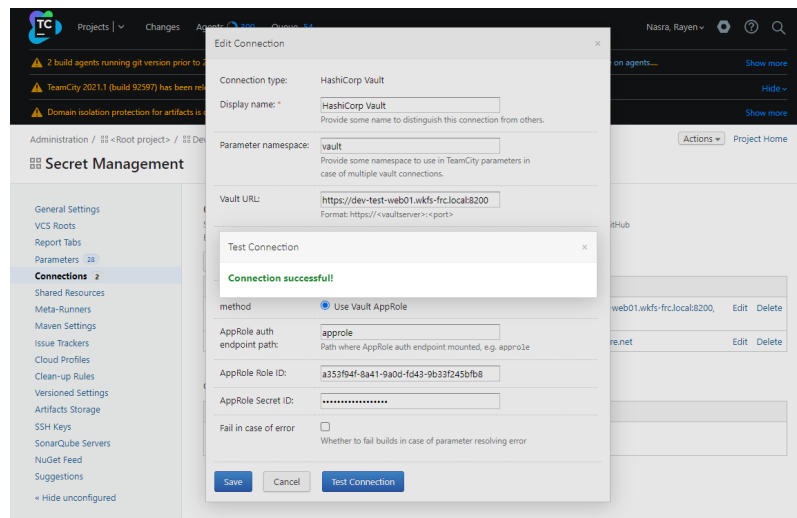 TC
Projects | Changes Agents 300 Queue 54 Nasra, Rayen
Edit Connection ×
2 build agents running git version prior to 2 on agents.... Show more
TeamCity 2021.1 (build 92597) has been rel Hide
Domain isolation protection for artifacts is Show more
Administration / <Root project> / Dev Actions Project Home
Secret Management
Connection type: HashiCorp Vault
Display name: * HashiCorp Vault
Provide some name to distinguish this connection from others.
Parameter namespace: vault
Provide some namespace to use in TeamCity parameters in
case of multiple vault connections.
Vault URL: https://dev-test-web01.wkfs-frc.local:8200
Format: https://<vaultserver>:<port>
Test Connection ×
Connection successful!
method Use Vault AppRole
AppRole auth
endpoint path: approle
Path where AppRole auth endpoint mounted, e.g. approle
AppRole Role ID: a353f94f-8a41-9a0d-fd43-9b33f245bfb8
AppRole Secret ID: ••••••••••••••••••
Fail in case of error
Whether to fail builds in case of parameter resolving error
Save Cancel Test Connection
General Settings
VCS Roots
Report Tabs
Parameters 28
Connections 2
Shared Resources
Meta-Runners
Maven Settings
Issue Trackers
Cloud Profiles
Clean-up Rules
Versioned Settings
Artifacts Storage
SSH Keys
SonarQube Servers
NuGet Feed
Suggestions
« Hide unconfigured
itHub
-web01.wkfs-frc.local:8200, Edit Delete
re.net Edit Delete